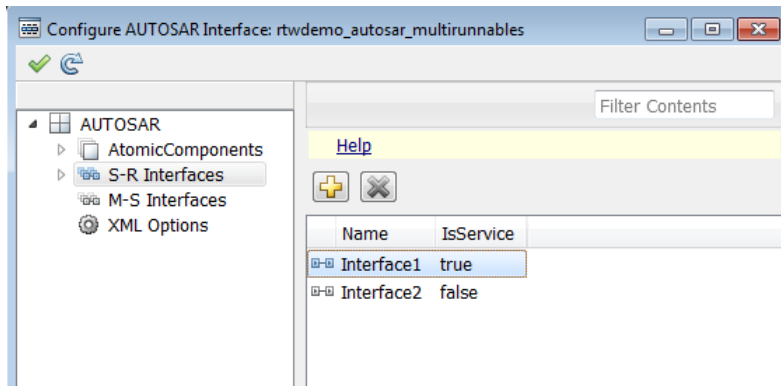 Configure AUTOSAR Interface: rtwdemo_autosar_multirunnables
Filter Contents
AUTOSAR
AtomicComponents
S-R Interfaces
M-S Interfaces
XML Options
Help
Name IsService
Interface1 true
Interface2 false